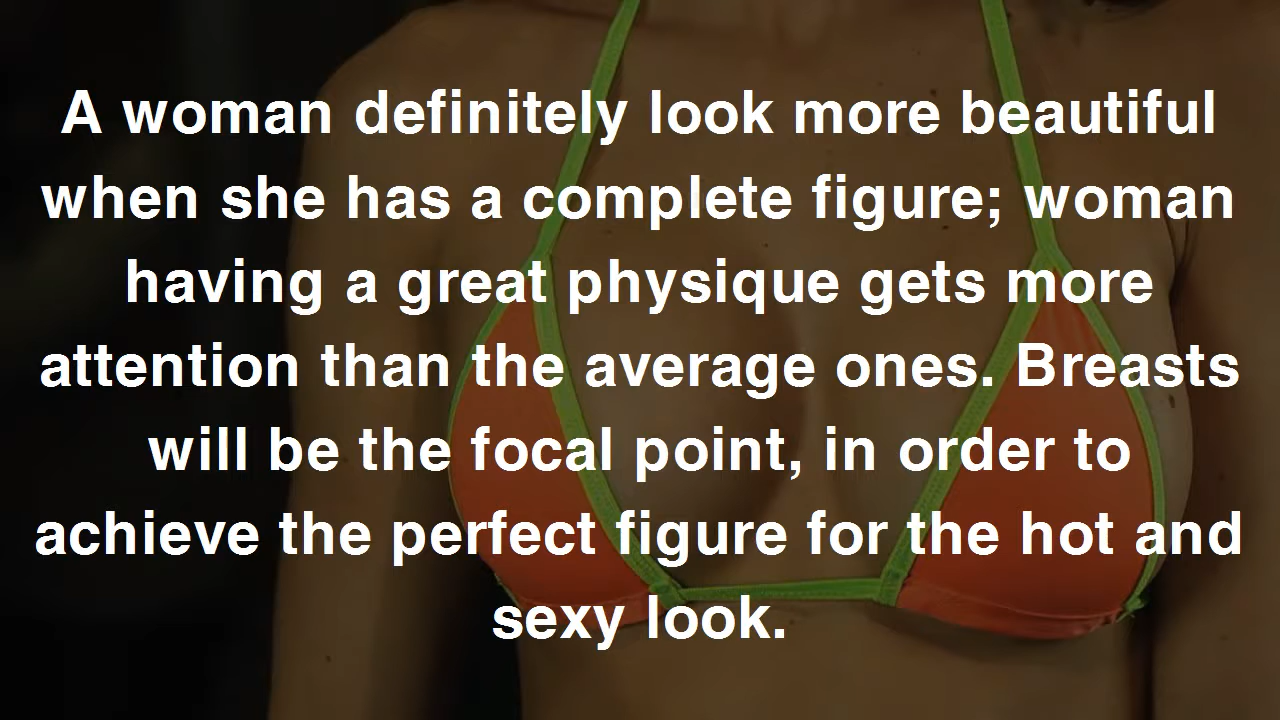 A woman definitely look more beautiful
when she has a complete figure; woman
having a great physique gets more
attention than the average ones. Breasts
will be the focal point, in order to
achieve the perfect figure for the hot and
sexy look.